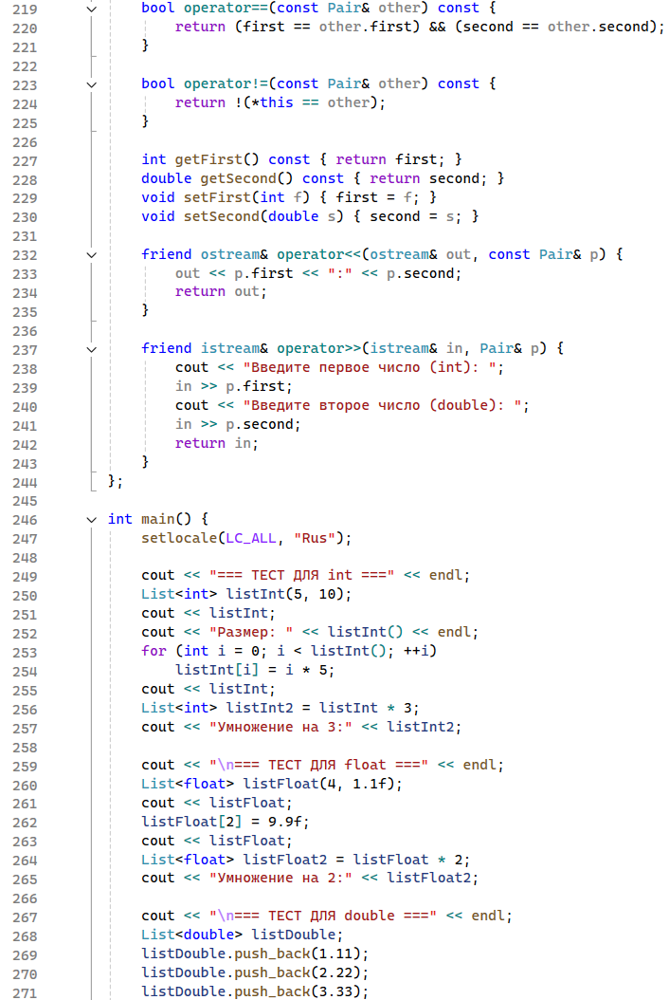 219 bool operator==(const Pair& other) const {
220 return (first == other.first) && (second == other.second);
221 }
222
223 bool operator!=(const Pair& other) const {
224 return !(*this == other);
225 }
226
227 int getFirst() const { return first; }
228 double getSecond() const { return second; }
229 void setFirst(int f) { first = f; }
230 void setSecond(double s) { second = s; }
231
232 friend ostream& operator<<(ostream& out, const Pair& p) {
233 out << p.first << ":" << p.second;
234 return out;
235 }
236
237 friend istream& operator>>(istream& in, Pair& p) {
238 cout << "Введите первое число (int): ";
239 in >> p.first;
240 cout << "Введите второе число (double): ";
241 in >> p.second;
242 return in;
243 }
244 };
245
246 int main() {
247 setlocale(LC_ALL, "Rus");
248
249 cout << "=== ТЕСТ ДЛЯ int ===" << endl;
250 List<int> listInt(5, 10);
251 cout << listInt;
252 cout << "Размер: " << listInt() << endl;
253 for (int i = 0; i < listInt(); ++i)
254 listInt[i] = i * 5;
255 cout << listInt;
256 List<int> listInt2 = listInt * 3;
257 cout << "Умножение на 3:" << listInt2;
258
259 cout << "\n=== ТЕСТ ДЛЯ float ===" << endl;
260 List<float> listFloat(4, 1.1f);
261 cout << listFloat;
262 listFloat[2] = 9.9f;
263 cout << listFloat;
264 List<float> listFloat2 = listFloat * 2;
265 cout << "Умножение на 2:" << listFloat2;
266
267 cout << "\n=== ТЕСТ ДЛЯ double ===" << endl;
268 List<double> listDouble;
269 listDouble.push_back(1.11);
270 listDouble.push_back(2.22);
271 listDouble.push_back(3.33);